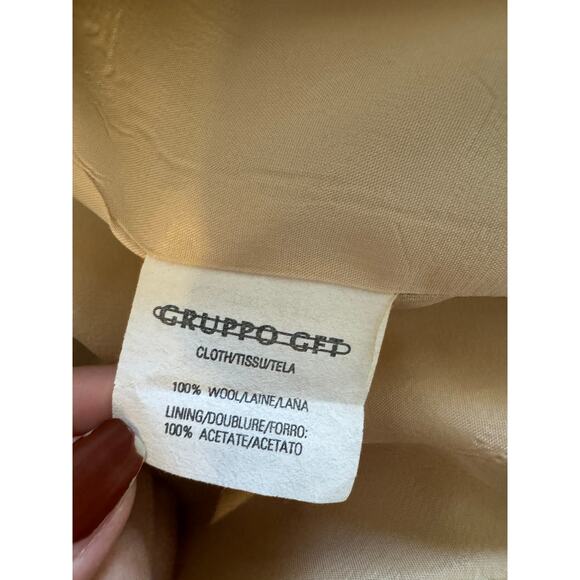 GRUPPO GFT
CLOTH/TISSU/TELA
100% WOOL/LAINE/LANA
LINING/DOUBLURE/FORRO:
100% ACETATE/ACETATO